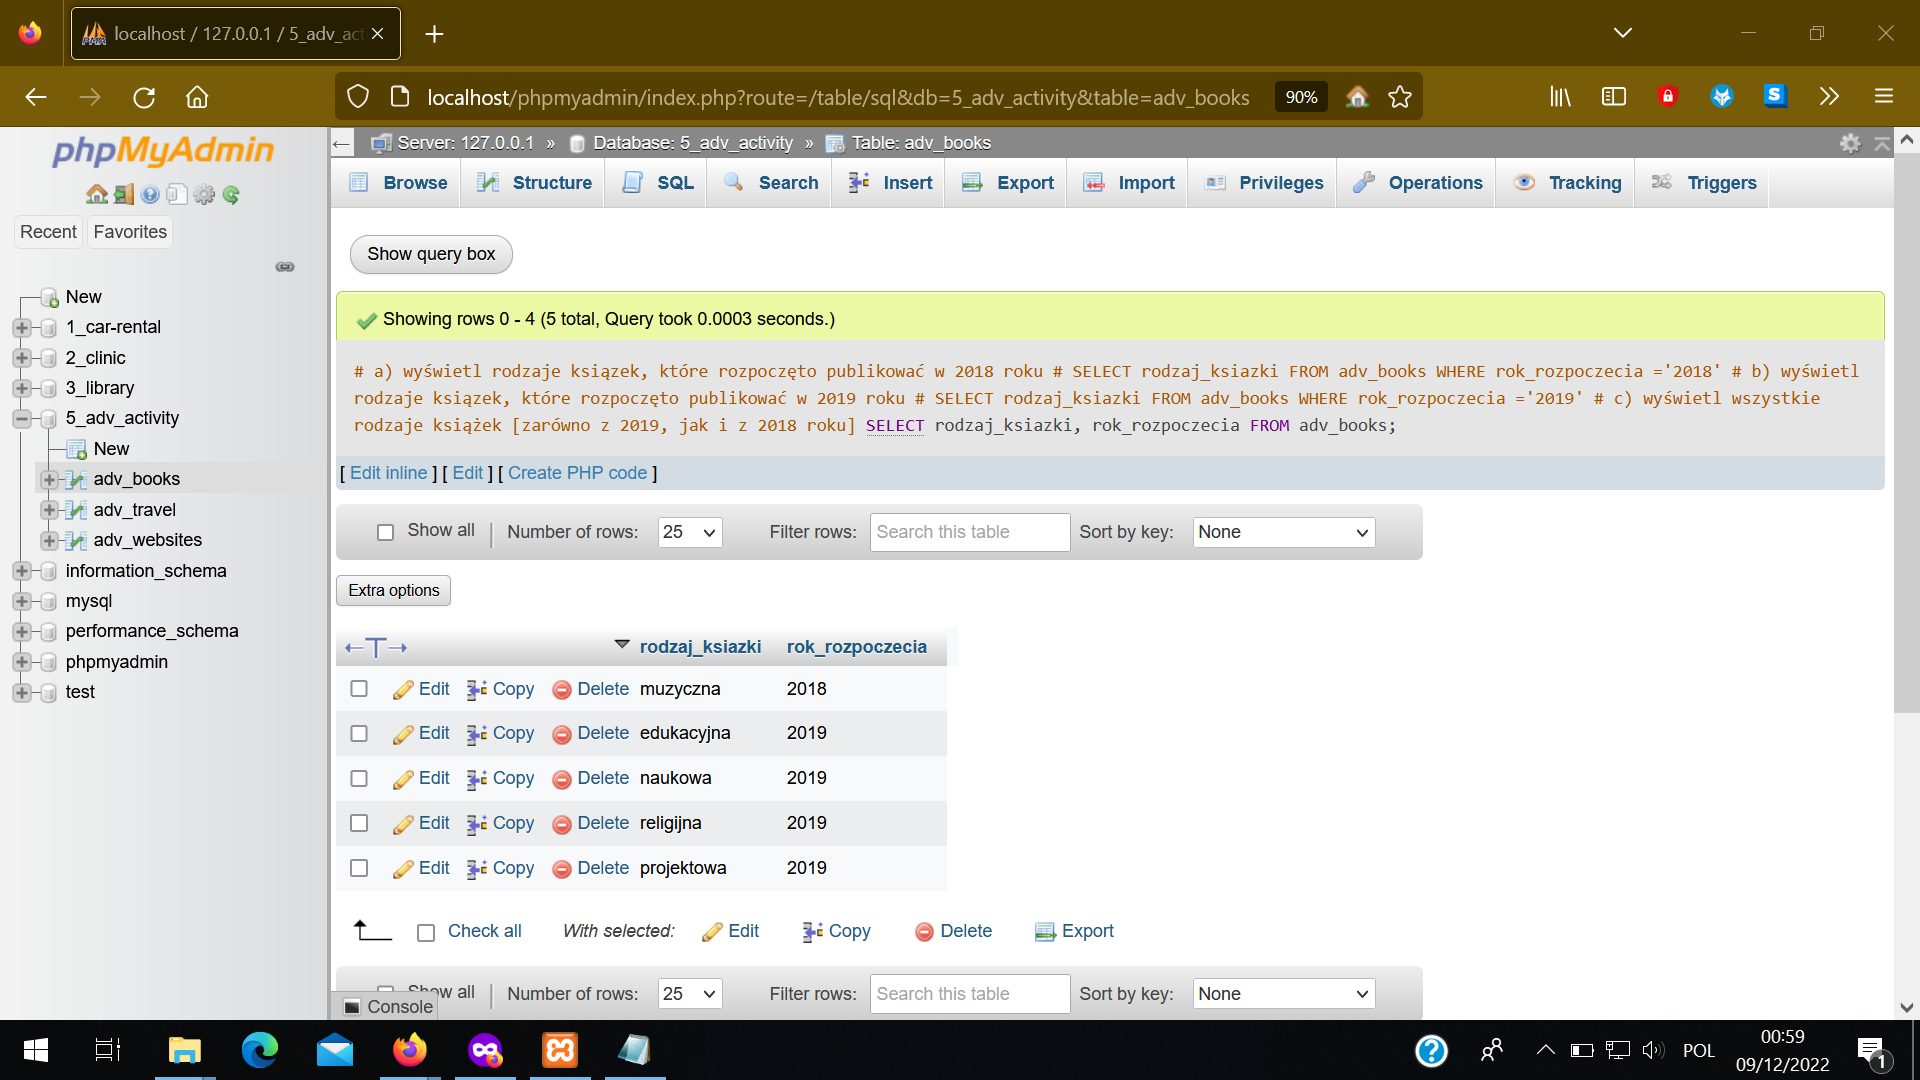 localhost / 127.0.0.1 / 5_adv_act
localhost/phpmyadmin/index.php?route=/table/sql&db=5_adv_activity&table=adv_books
90%
phpMyAdmin
Recent
Favorites
New
1_car-rental
2_clinic
3_library
5_adv_activity
New
adv_books
adv_travel
adv_websites
information_schema
mysql
performance_schema
phpmyadmin
test
Server: 127.0.0.1 » Database: 5_adv_activity » Table: adv_books
Browse Structure SQL Search Insert Export Import Privileges Operations Tracking Triggers
Show query box
Showing rows 0 - 4 (5 total, Query took 0.0003 seconds.)
# a) wyświetl rodzaje ksiązek, które rozpoczęto publikować w 2018 roku # SELECT rodzaj_ksiazki FROM adv_books WHERE rok_rozpoczecia ='2018' # b) wyświetl
rodzaje ksiązek, które rozpoczęto publikować w 2019 roku # SELECT rodzaj_ksiazki FROM adv_books WHERE rok_rozpoczecia ='2019' # c) wyświetl wszystkie
rodzaje książek [zarówno z 2019, jak i z 2018 roku] SELECT rodzaj_ksiazki, rok_rozpoczecia FROM adv_books;
[ Edit inline ] [ Edit ] [ Create PHP code ]
Show all Number of rows: 25 Filter rows: Search this table Sort by key: None
Extra options
rodzaj_ksiazki rok_rozpoczecia
Edit Copy Delete muzyczna 2018
Edit Copy Delete edukacyjna 2019
Edit Copy Delete naukowa 2019
Edit Copy Delete religijna 2019
Edit Copy Delete projektowa 2019
Check all With selected: Edit Copy Delete Export
Show all Number of rows: 25 Filter rows: Search this table Sort by key: None
Console
POL
00:59
09/12/2022
1